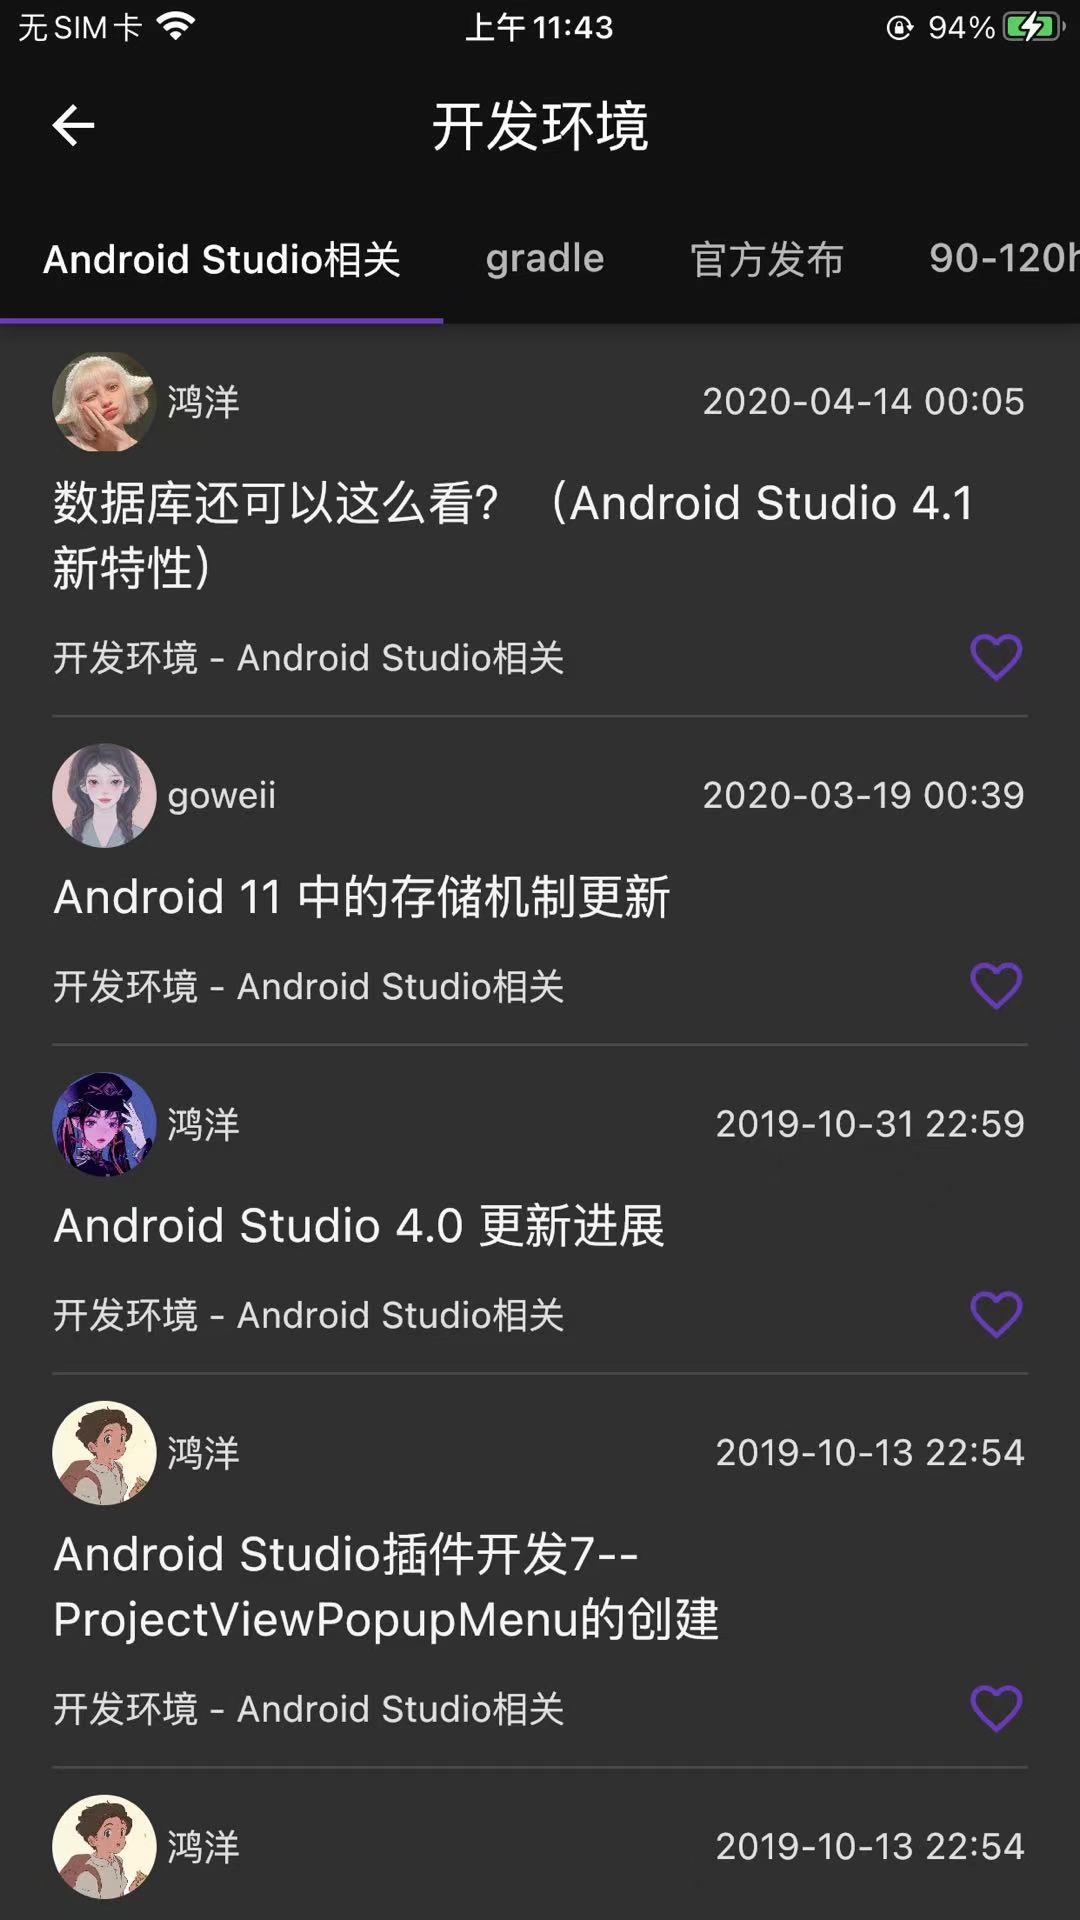 无SIM卡 上午11:43 94%
开发环境
Android Studio相关 gradle 官方发布 90-120h
鸿洋 2020-04-14 00:05
数据库还可以这么看？（Android Studio 4.1
新特性）
开发环境 - Android Studio相关
goweii 2020-03-19 00:39
Android 11 中的存储机制更新
开发环境 - Android Studio相关
鸿洋 2019-10-31 22:59
Android Studio 4.0 更新进展
开发环境 - Android Studio相关
鸿洋 2019-10-13 22:54
Android Studio插件开发7--
ProjectViewPopupMenu的创建
开发环境 - Android Studio相关
鸿洋 2019-10-13 22:54